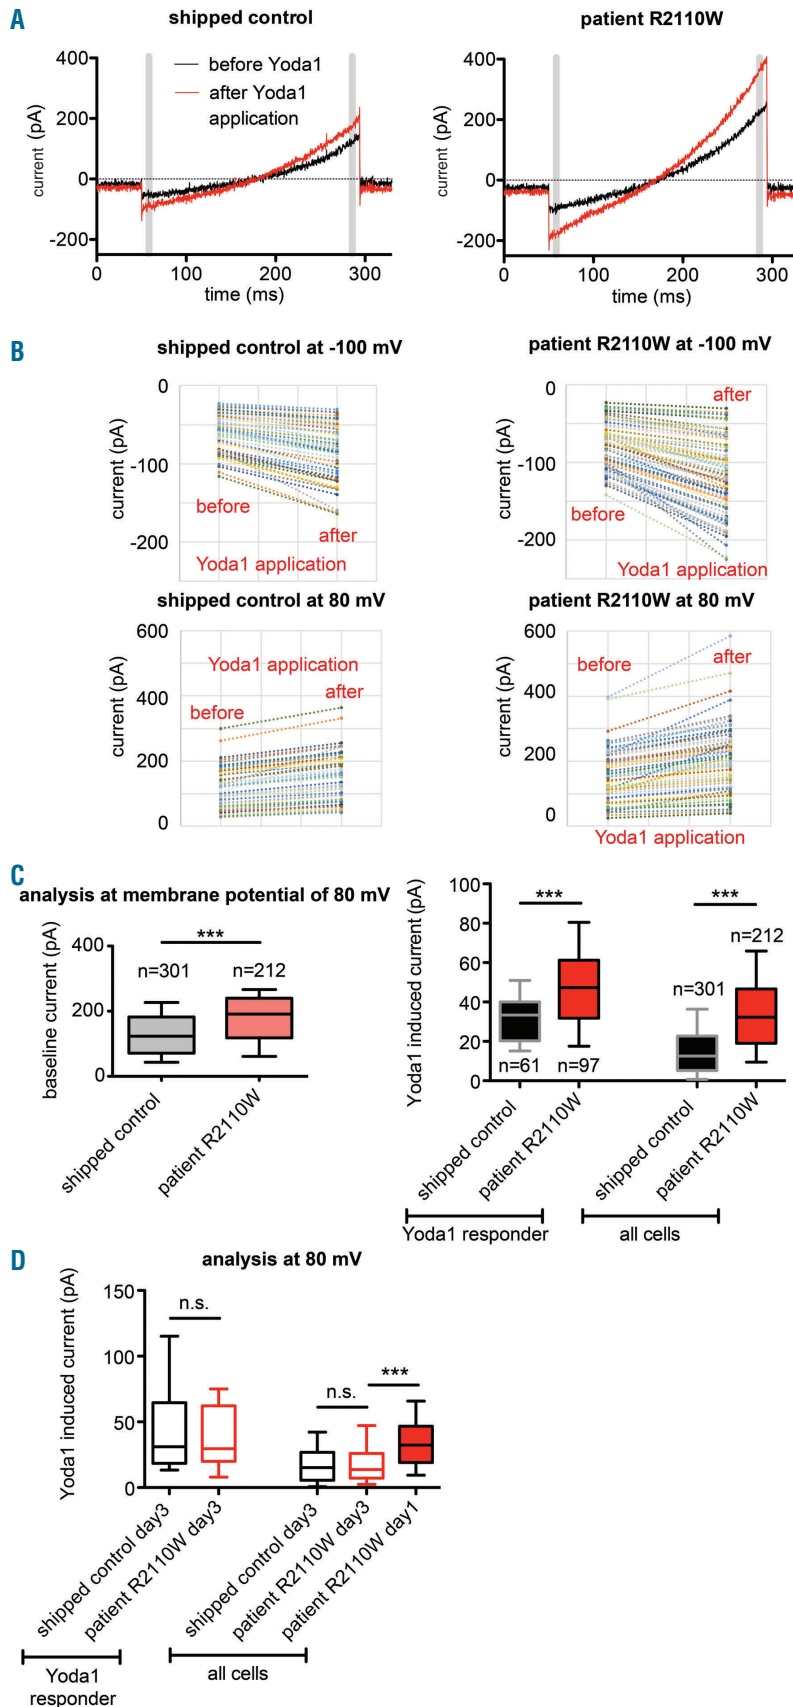 A
shipped control
patient R2110W
current (pA)
400
200
0
-200
before Yoda1
after Yoda1
application
0
100
200
300
time (ms)
current (pA)
400
200
0
-200
0
100
200
300
time (ms)
B
shipped control at -100 mV
patient R2110W at -100 mV
current (pA)
0
-100
-200
before
after
Yoda1 application
current (pA)
0
-100
-200
after
before
Yoda1 application
shipped control at 80 mV
patient R2110W at 80 mV
current (pA)
600
400
200
0
Yoda1 application
before
after
current (pA)
600
400
200
0
before
after
Yoda1 application
C
analysis at membrane potential of 80 mV
baseline current (pA)
400
200
0
***
n=301
n=212
shipped control
patient R2110W
Yoda1 induced current (pA)
100
80
60
40
20
0
***
***
n=212
n=301
n=61
n=97
shipped control
patient R2110W
shipped control
patient R2110W
Yoda1 responder
all cells
D
analysis at 80 mV
Yoda1 induced current (pA)
150
100
50
0
n.s.
n.s.
***
shipped control day3
patient R2110W day3
shipped control day3
patient R2110W day3
patient R2110W day1
Yoda1
responder
all cells